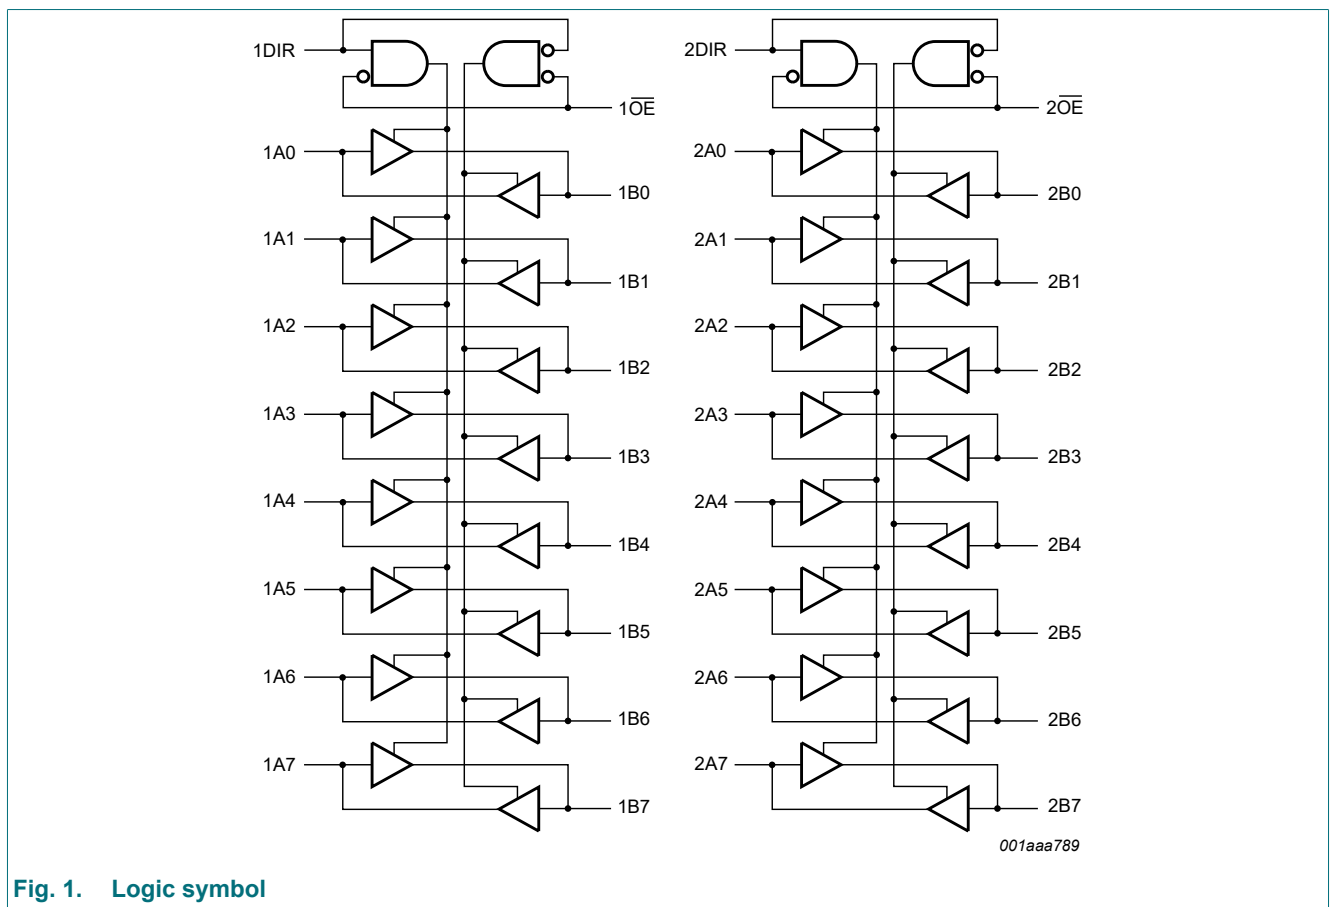 1DIR 2DIR
1O̅E̅ 2O̅E̅
1A0 2A0
1B0 2B0
1A1 2A1
1B1 2B1
1A2 2A2
1B2 2B2
1A3 2A3
1B3 2B3
1A4 2A4
1B4 2B4
1A5 2A5
1B5 2B5
1A6 2A6
1B6 2B6
1A7 2A7
1B7 2B7
001aaa789
Fig. 1. Logic symbol